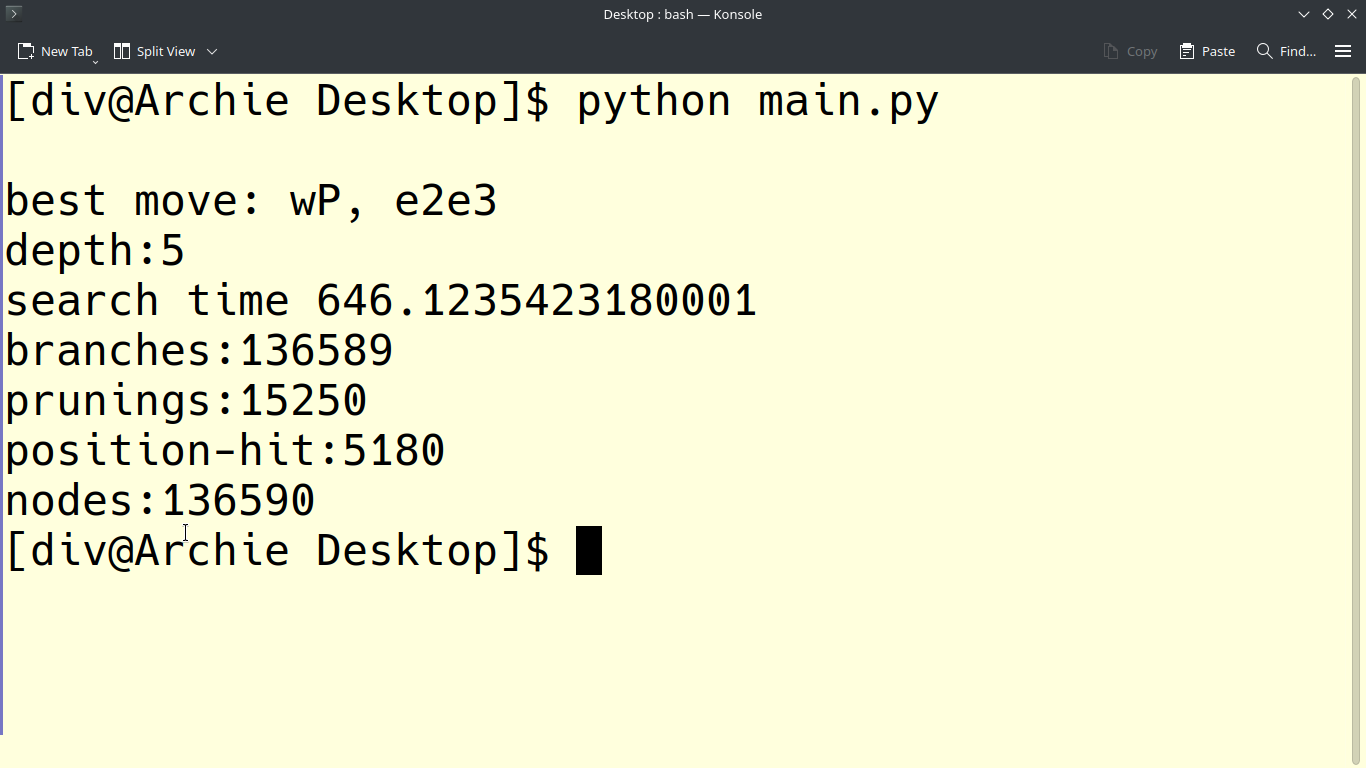 Desktop : bash — Konsole
New Tab Split View Copy Paste Find...
[div@Archie Desktop]$ python main.py
best move: wP, e2e3
depth:5
search time 646.1235423180001
branches:136589
prunings:15250
position-hit:5180
nodes:136590
[div@Archie Desktop]$